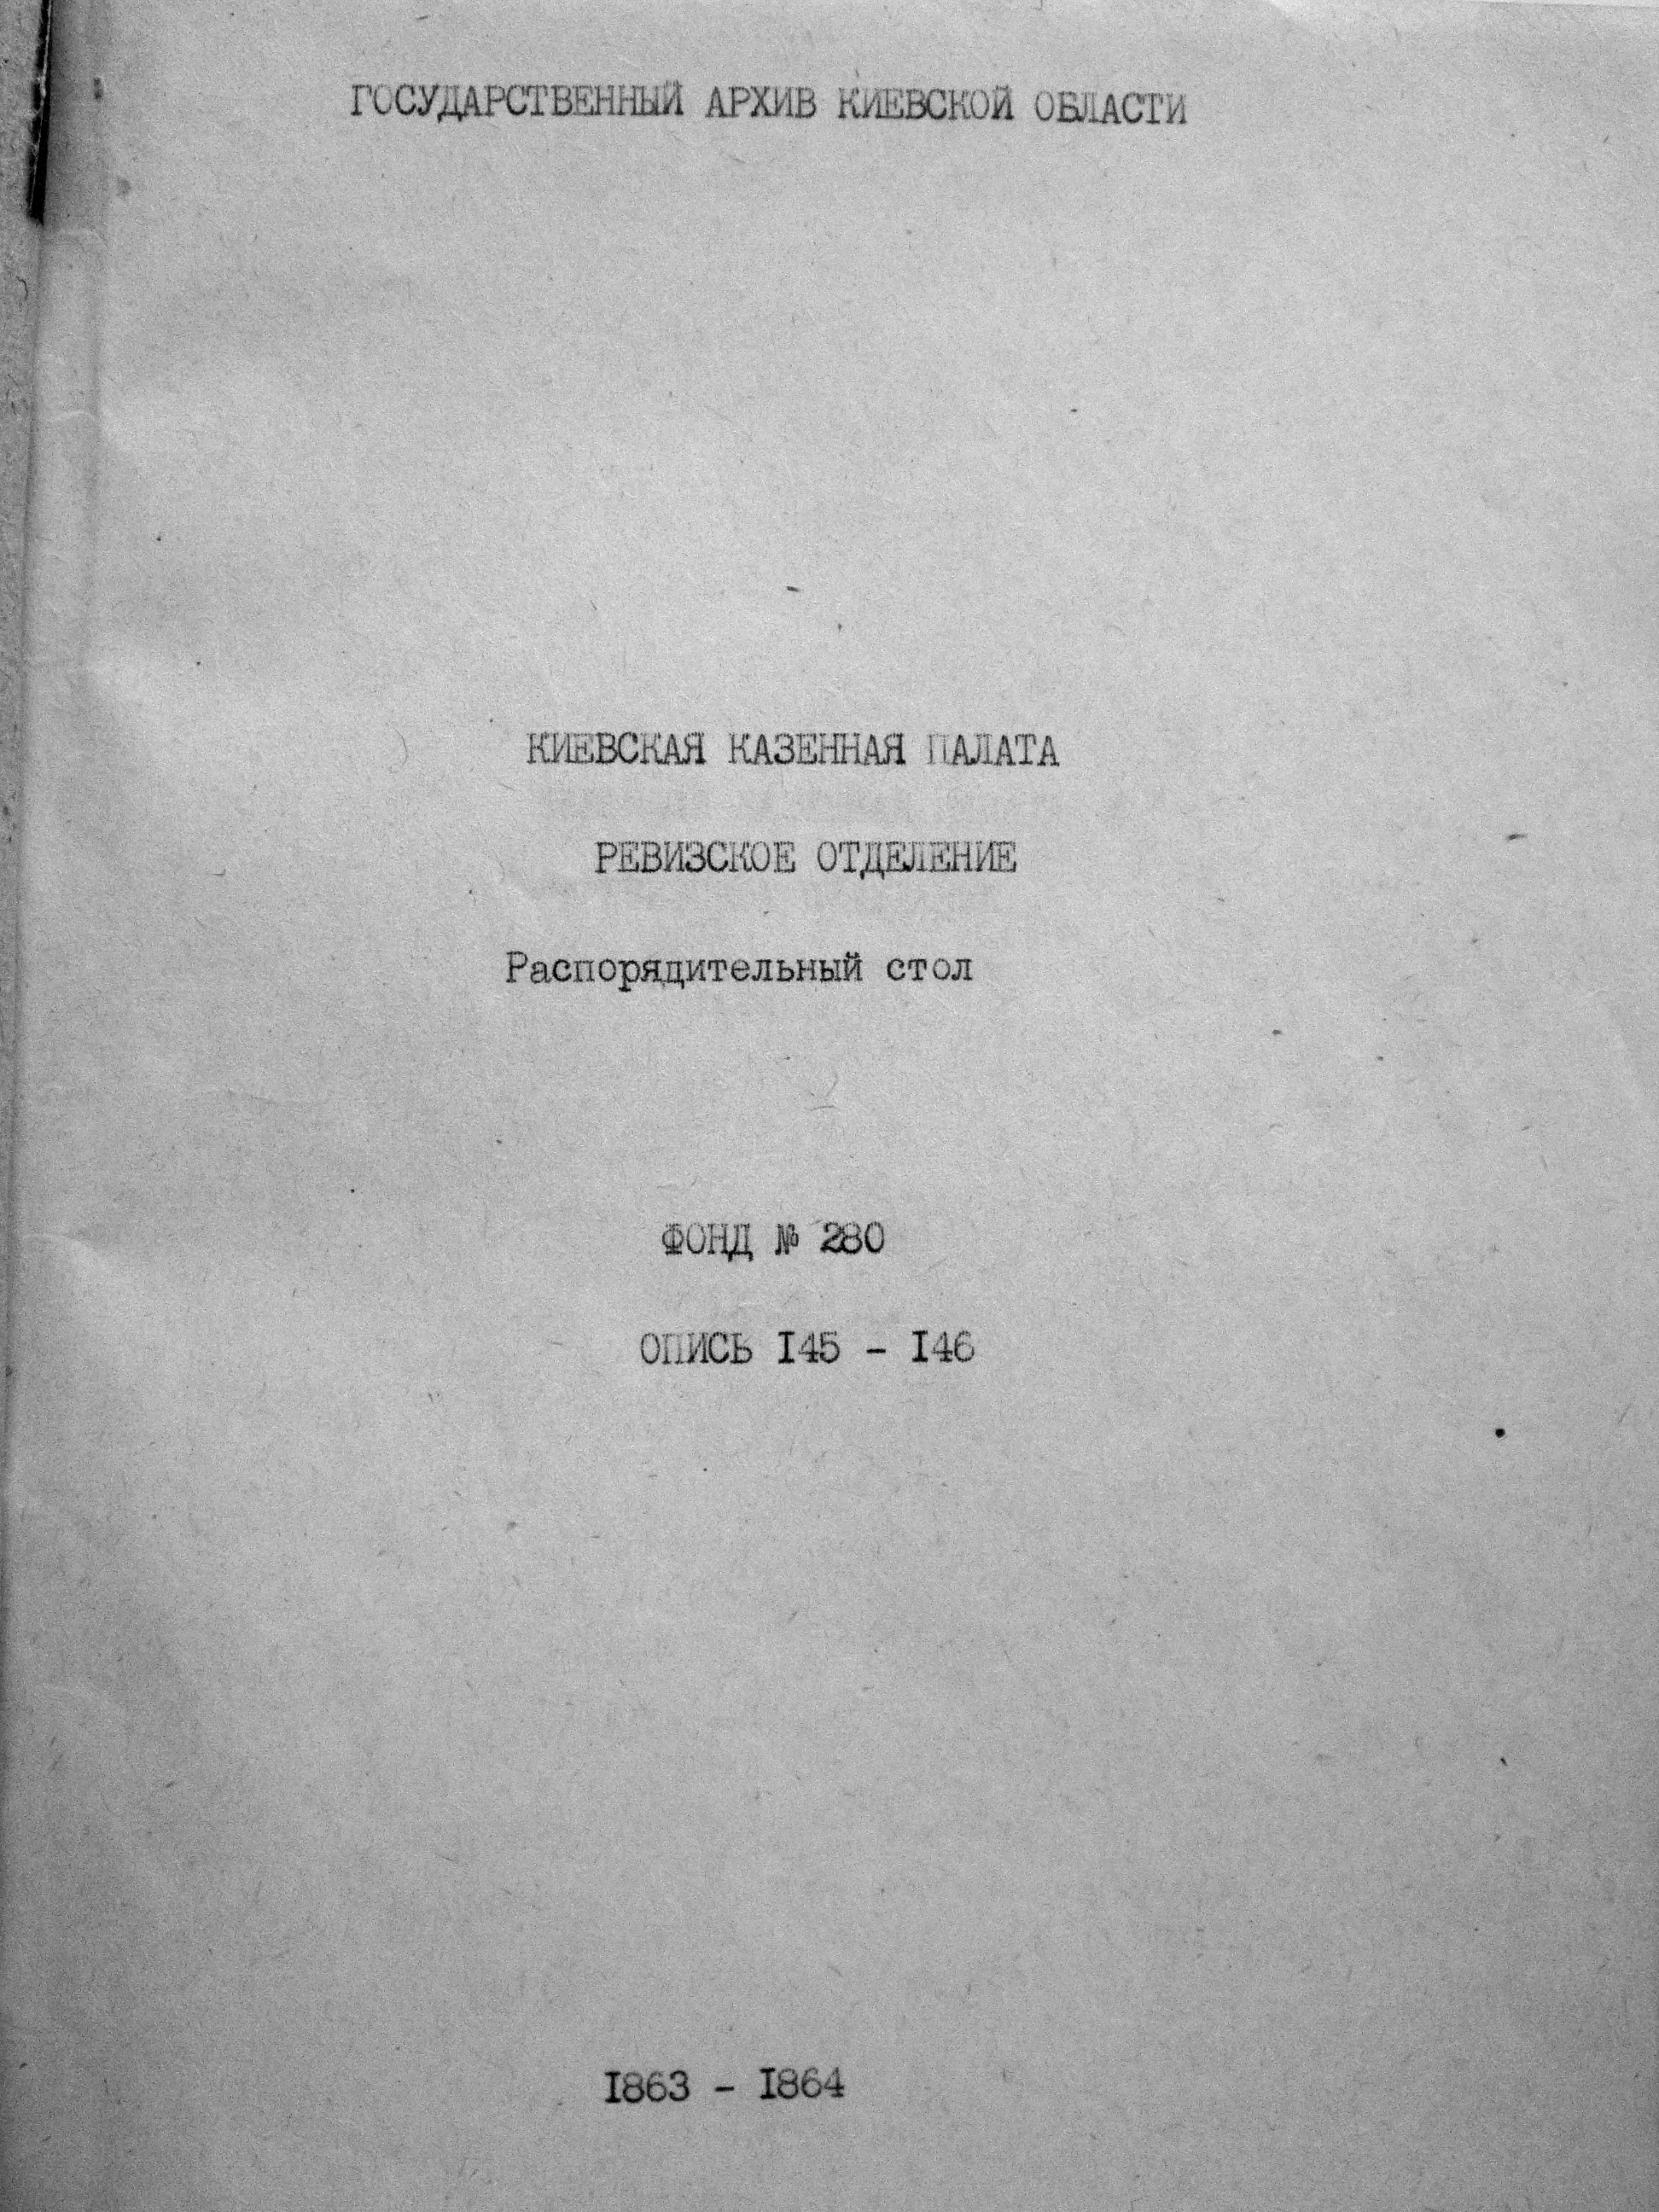 ГОСУДАРСТВЕННЫЙ АРХИВ КИЕВСКОЙ ОБЛАСТИ
КИЕВСКАЯ КАЗЕННАЯ ПАЛАТА
РЕВИЗСКОЕ ОТДЕЛЕНИЕ
Распорядительный стол
ФОНД № 280
ОПИСЬ I45 - I46
I863 - I864